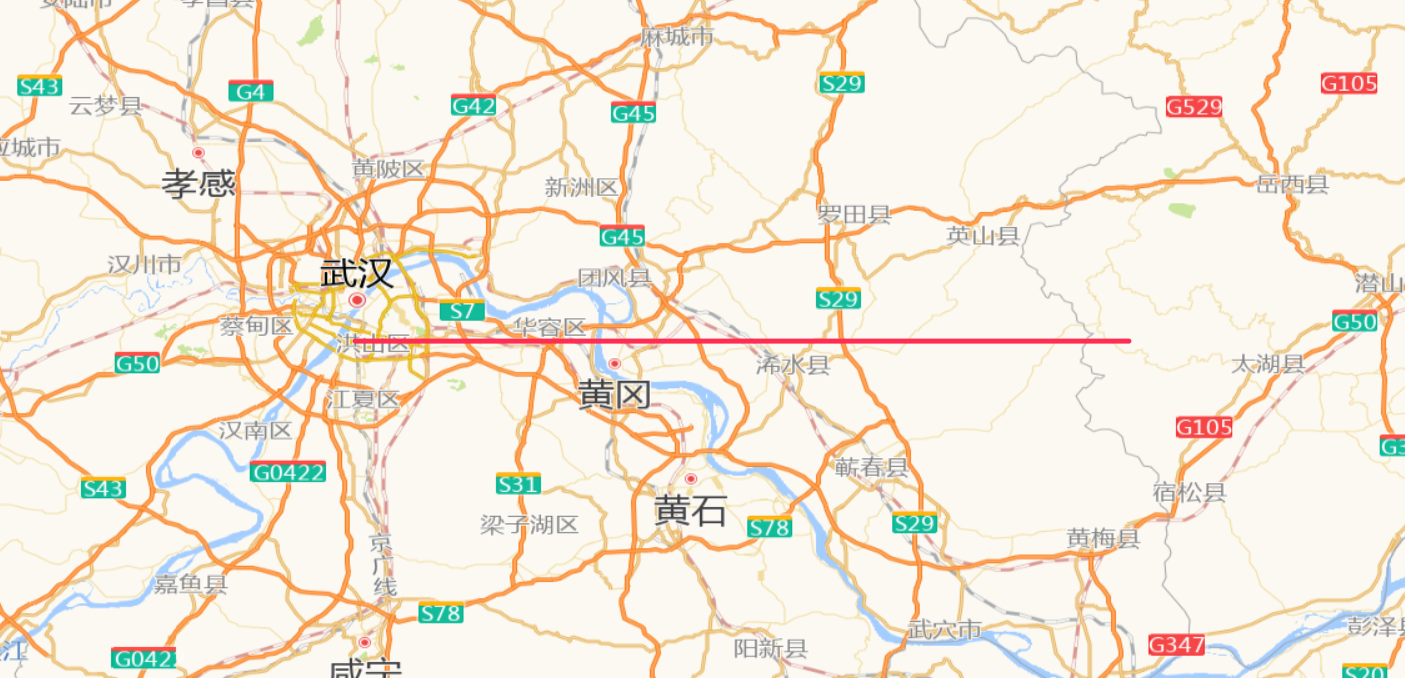 安陆市
孝昌县
麻城市
S43
G4
G42
G45
S29
G529
G105
云梦县
应城市
黄陂区
孝感
新洲区
岳西县
罗田县
英山县
G45
汉川市
武汉
团风县
潜山
S7
S29
G50
蔡甸区
华容区
洪山区
G50
浠水县
太湖县
黄冈
江夏区
汉南区
G105
G0422
蕲春县
S43
S31
宿松县
黄石
梁子湖区
S78
S29
京广线
黄梅县
嘉鱼县
S78
武穴市
彭泽县
阳新县
G347
江
G042
咸宁
S20